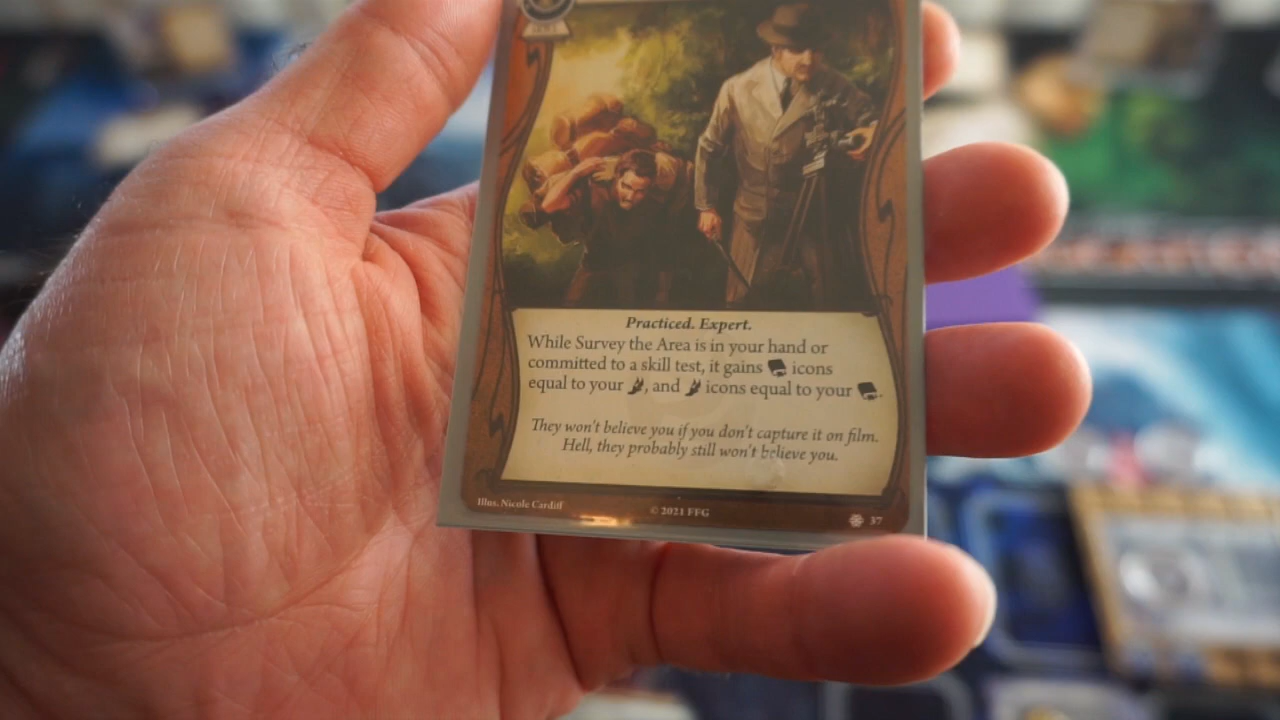 Practiced. Expert.
While Survey the Area is in your hand or
committed to a skill test, it gains icons
equal to your , and icons equal to your .
They won't believe you if you don't capture it on film.
Hell, they probably still won't believe you.
Illus. Nicole Cardiff
© 2021 FFG
37